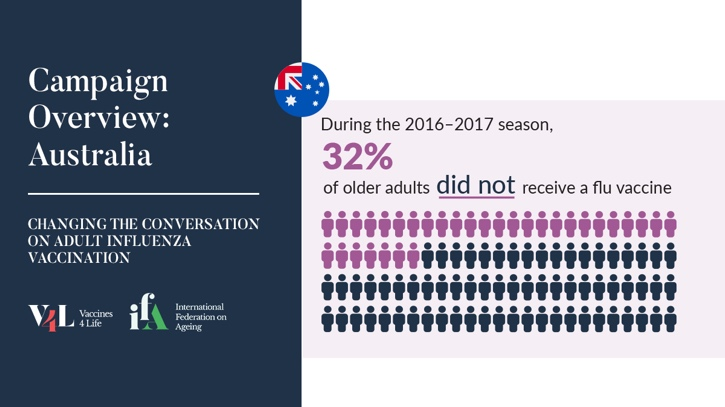 Campaign
Overview:
Australia
CHANGING THE CONVERSATION
ON ADULT INFLUENZA
VACCINATION
V4L Vaccines
4 Life
ifA International
Federation on
Ageing
During the 2016–2017 season,
32%
of older adults did not receive a flu vaccine